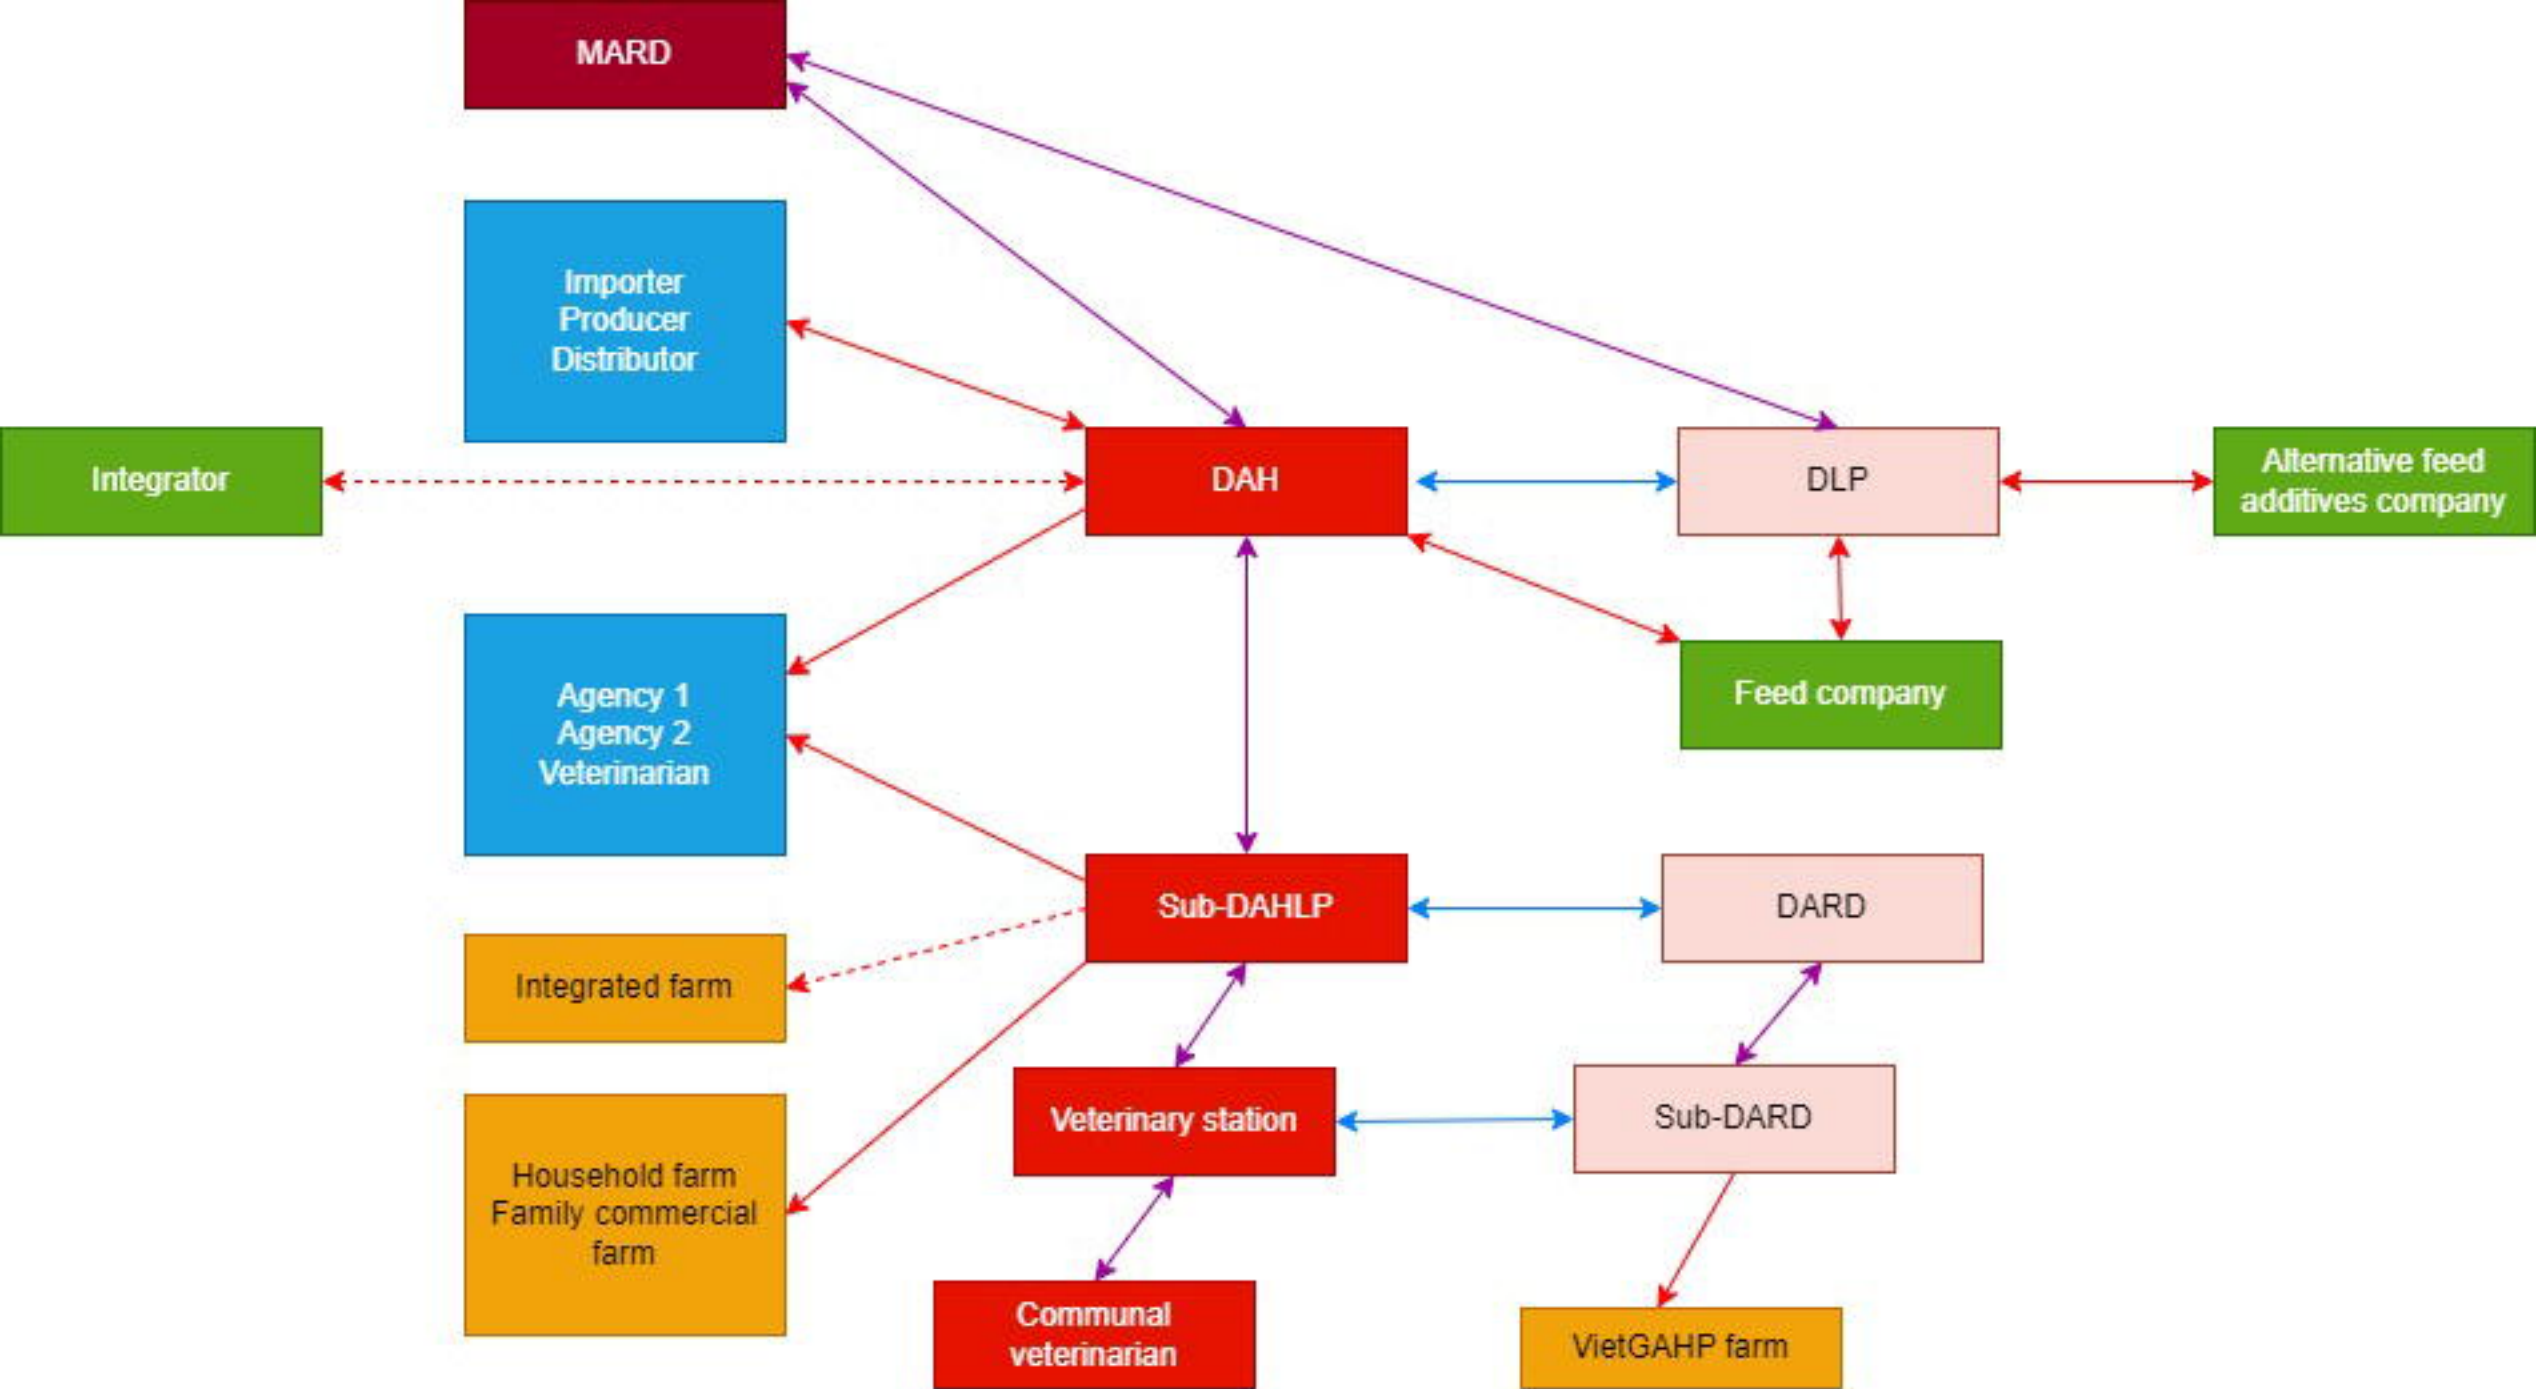 MARD
Importer
Producer
Distributor
Integrator
DAH
DLP
Alternative feed
additives company
Agency 1
Agency 2
Veterinarian
Feed company
Sub-DAHLP
DARD
Integrated farm
Veterinary station
Sub-DARD
Household farm
Family commercial
farm
Communal
veterinarian
VietGAHP farm